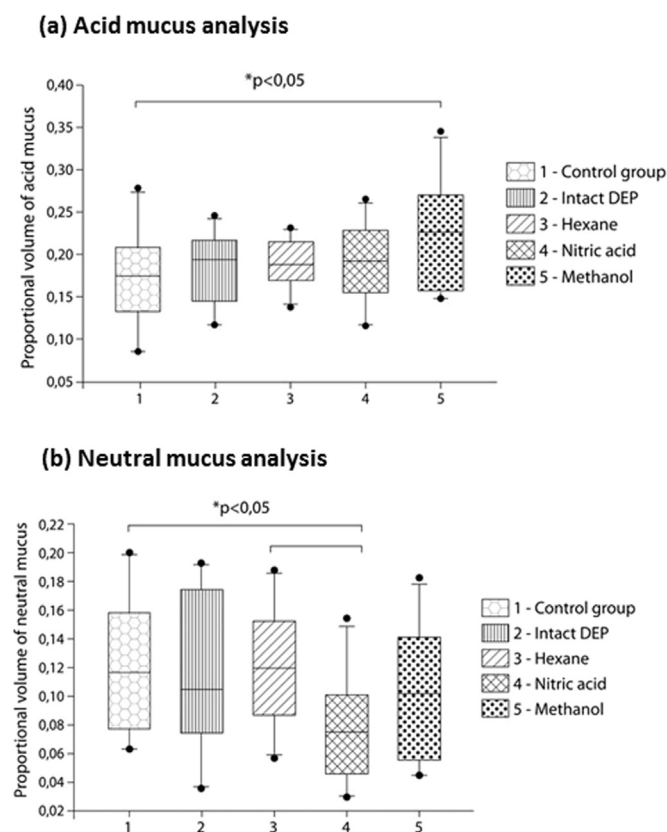 (a) Acid mucus analysis
*p<0,05
0,40
0,35
0,30
0,25
0,20
0,15
0,10
0,05
Proportional volume of acid mucus
1 2 3 4 5
1 - Control group
2 - Intact DEP
3 - Hexane
4 - Nitric acid
5 - Methanol
(b) Neutral mucus analysis
*p<0,05
0,22
0,20
0,18
0,16
0,14
0,12
0,10
0,08
0,06
0,04
0,02
Proportional volume of neutral mucus
1 2 3 4 5
1 - Control group
2 - Intact DEP
3 - Hexane
4 - Nitric acid
5 - Methanol